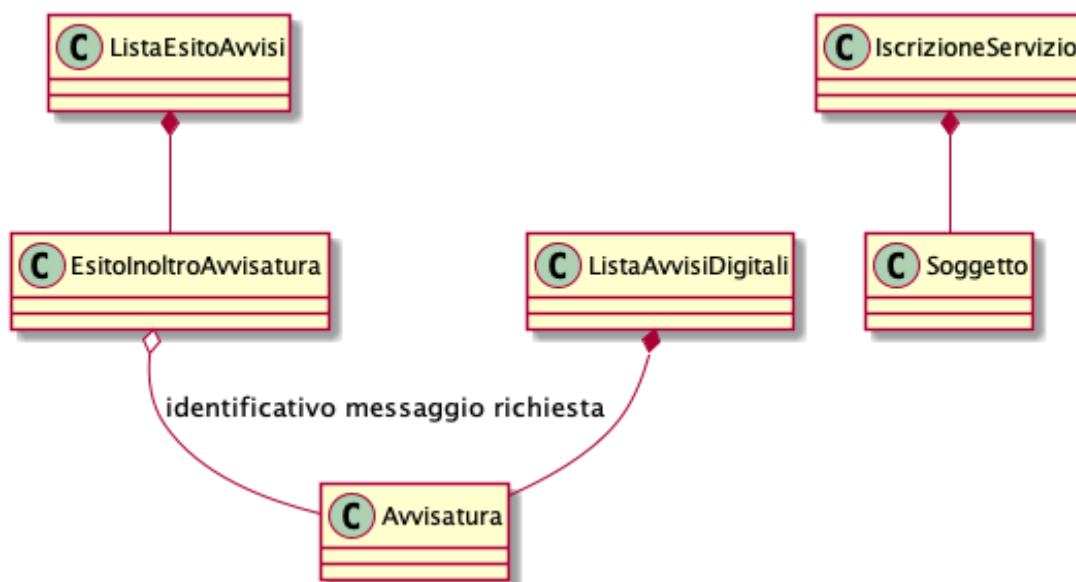 C ListaEsitoAvvisi
C IscrizioneServizio
C EsitoInoltroAvvisatura
C ListaAvvisiDigitali
C Soggetto
identificativo messaggio richiesta
C Avvisatura